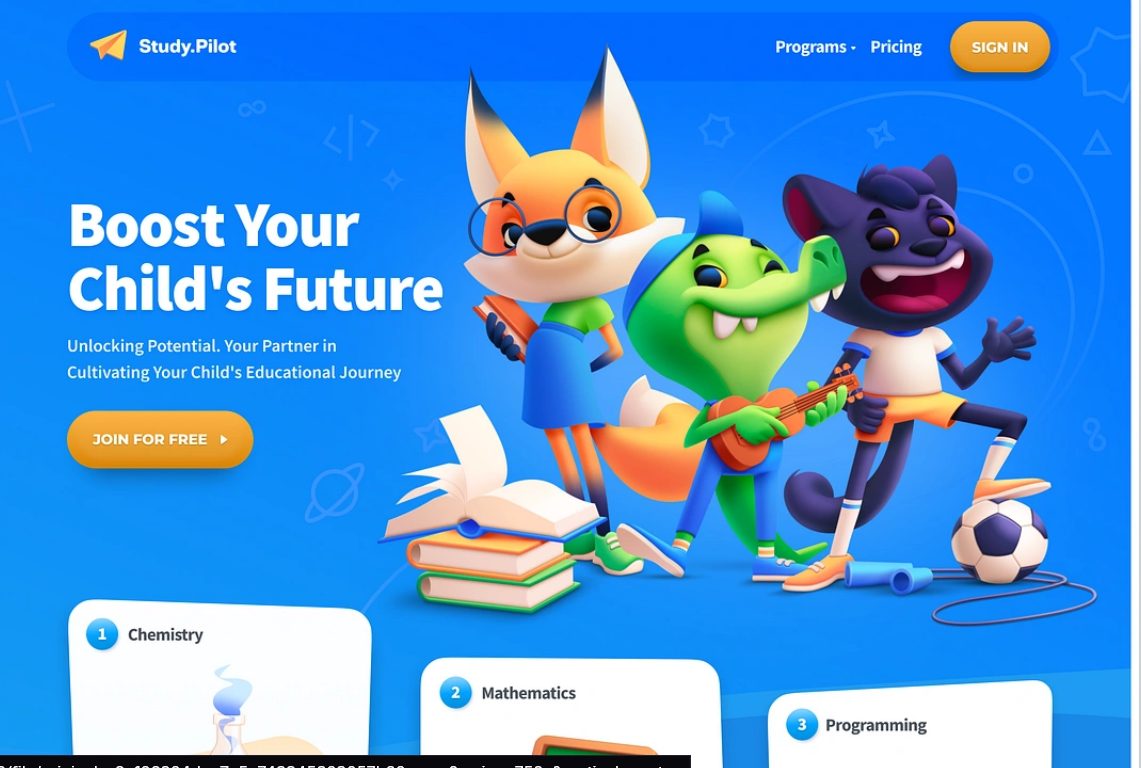 Study.Pilot
Programs
Pricing
SIGN IN
Boost Your
Child's Future
Unlocking Potential. Your Partner in
Cultivating Your Child's Educational Journey
JOIN FOR FREE
1 Chemistry
2 Mathematics
3 Programming